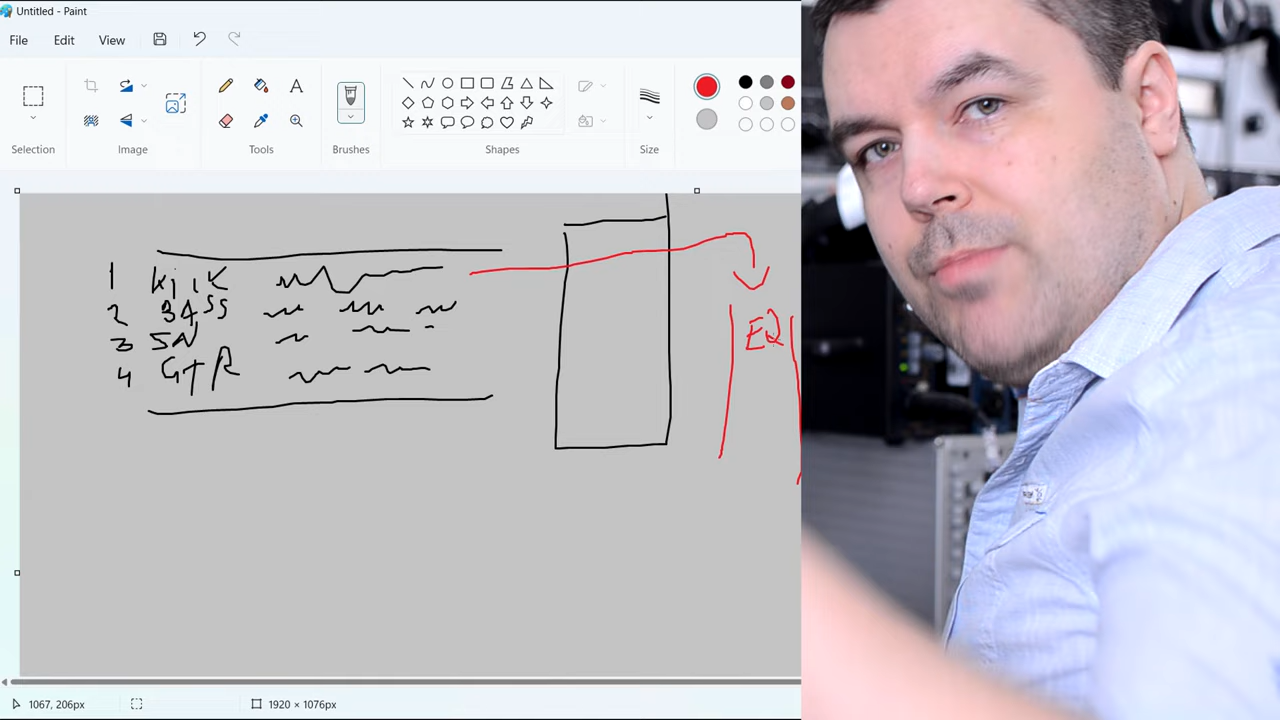 Untitled - Paint
File Edit View
Selection Image Tools Brushes Shapes Size
1 Kick
2 BASS
3 SN
4 GTR
EQ
1067, 206px 1920 × 1076px